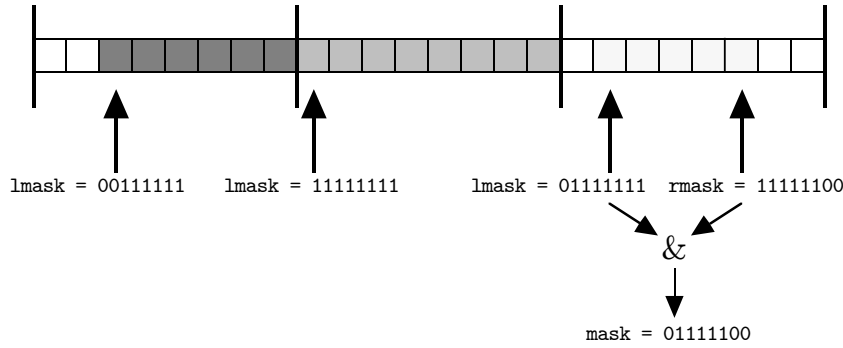 lmask = 00111111 lmask = 11111111 lmask = 01111111 rmask = 11111100
&
mask = 01111100